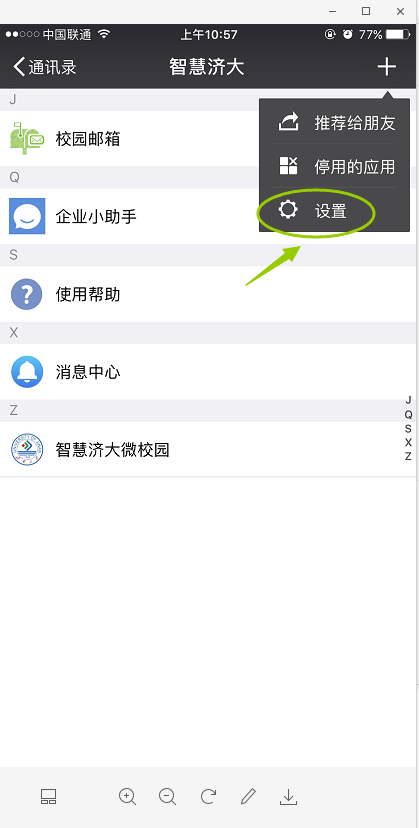 中国联通 上午10:57 77%
通讯录 智慧济大
J
校园邮箱
Q
企业小助手
S
使用帮助
X
消息中心
Z
智慧济大微校园
推荐给朋友
停用的应用
设置
J
Q
S
X
Z